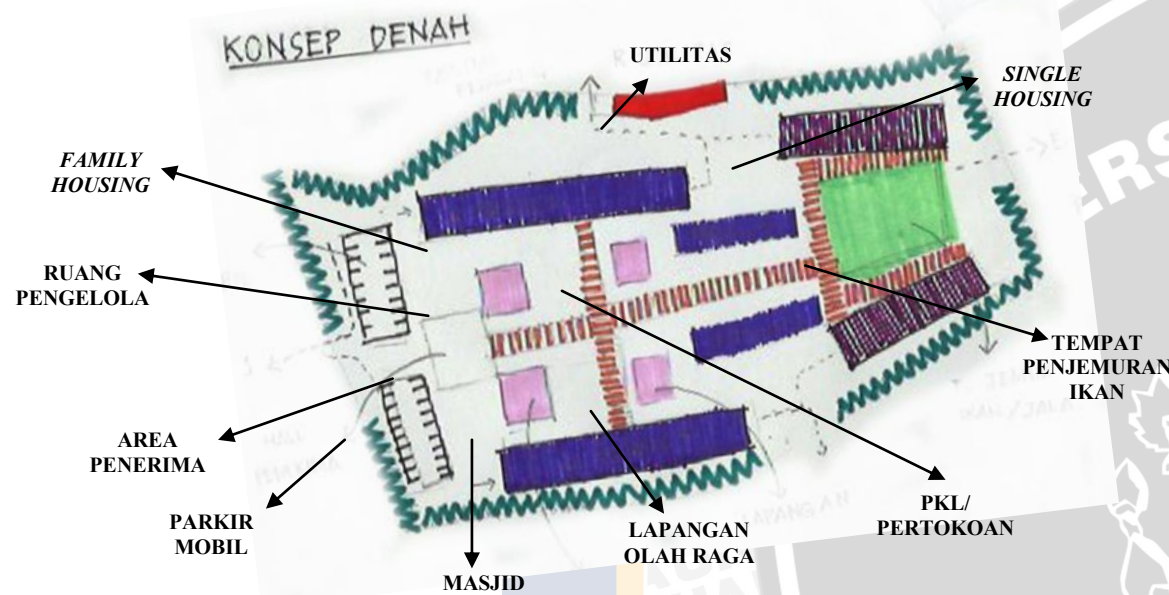 KONSEP DENAH
UTILITAS
SINGLE
HOUSING
FAMILY
HOUSING
RUANG
PENGELOLA
TEMPAT
PENJEMURAN
IKAN
AREA
PENERIMA
PARKIR
MOBIL
PKL/
PERTOKOAN
LAPANGAN
OLAH RAGA
MASJID